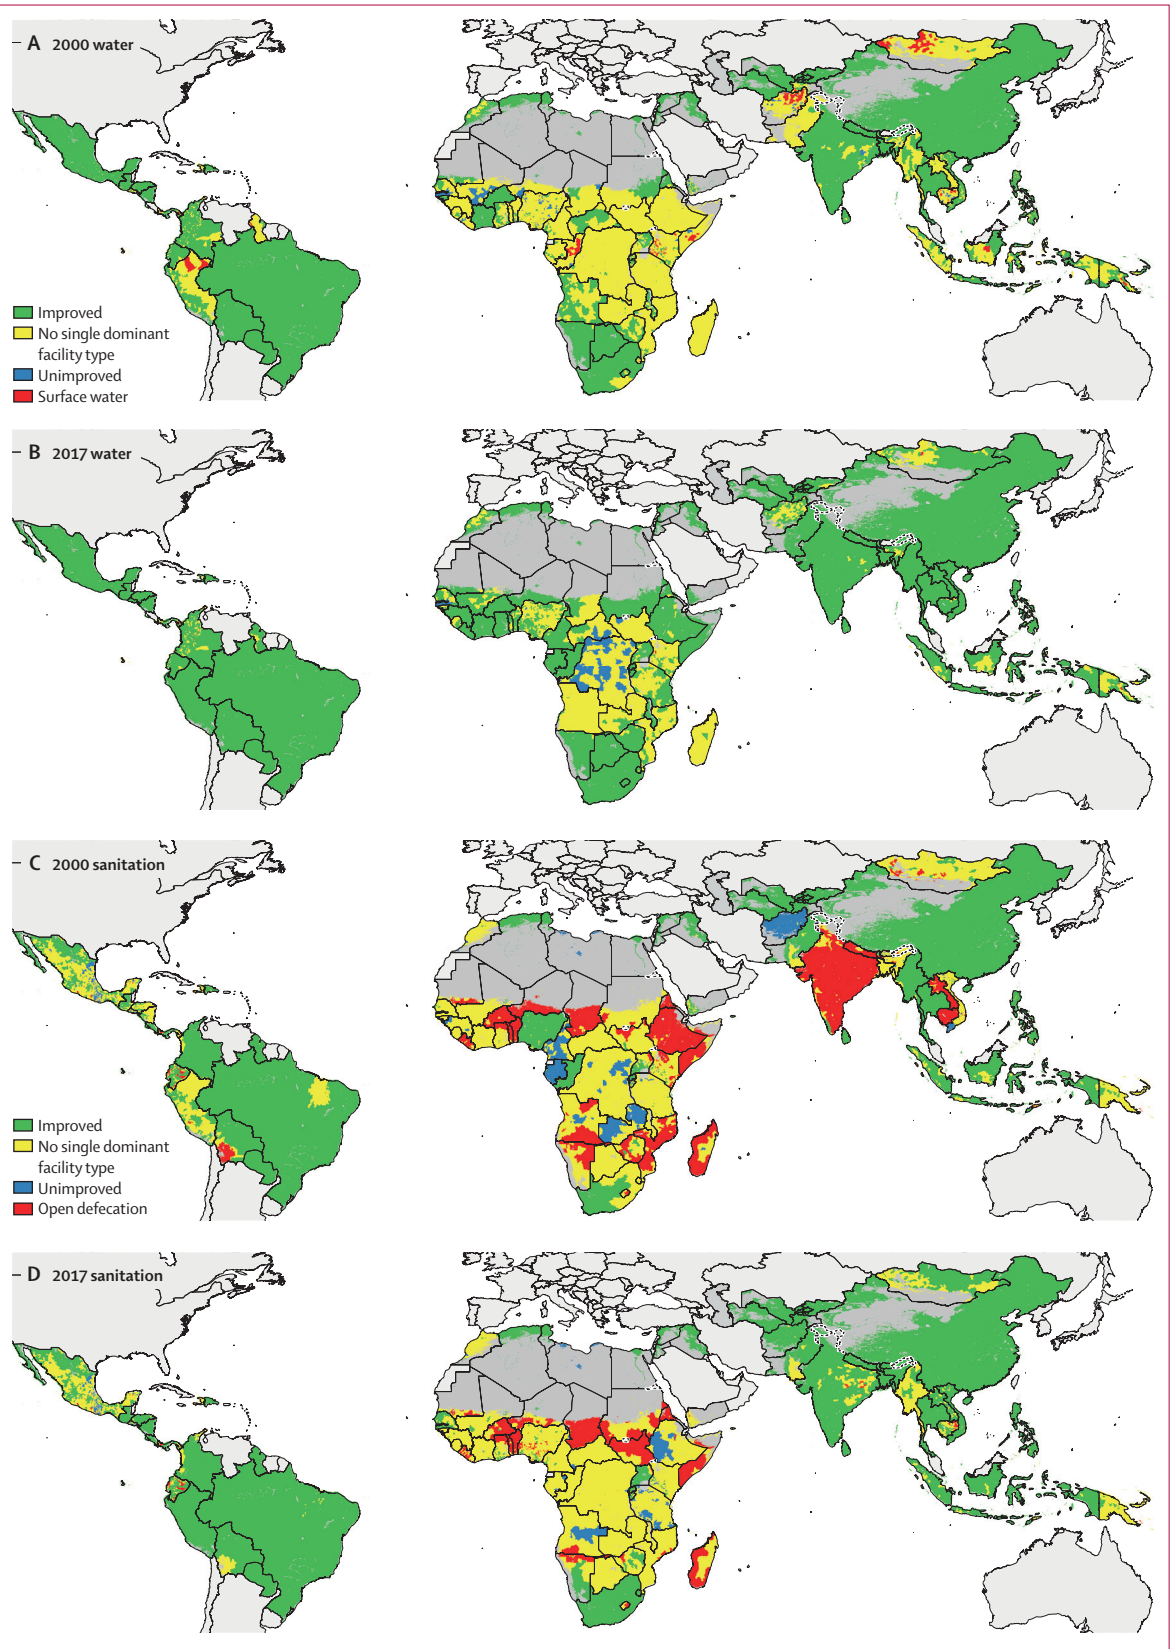 A 2000 water
Improved
No single dominant
facility type
Unimproved
Surface water
B 2017 water
C 2000 sanitation
Improved
No single dominant
facility type
Unimproved
Open defecation
D 2017 sanitation